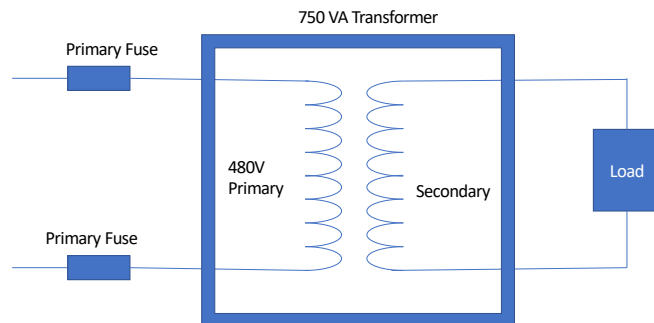 750 VA Transformer
Primary Fuse
480V
Primary
Secondary
Load
Primary Fuse